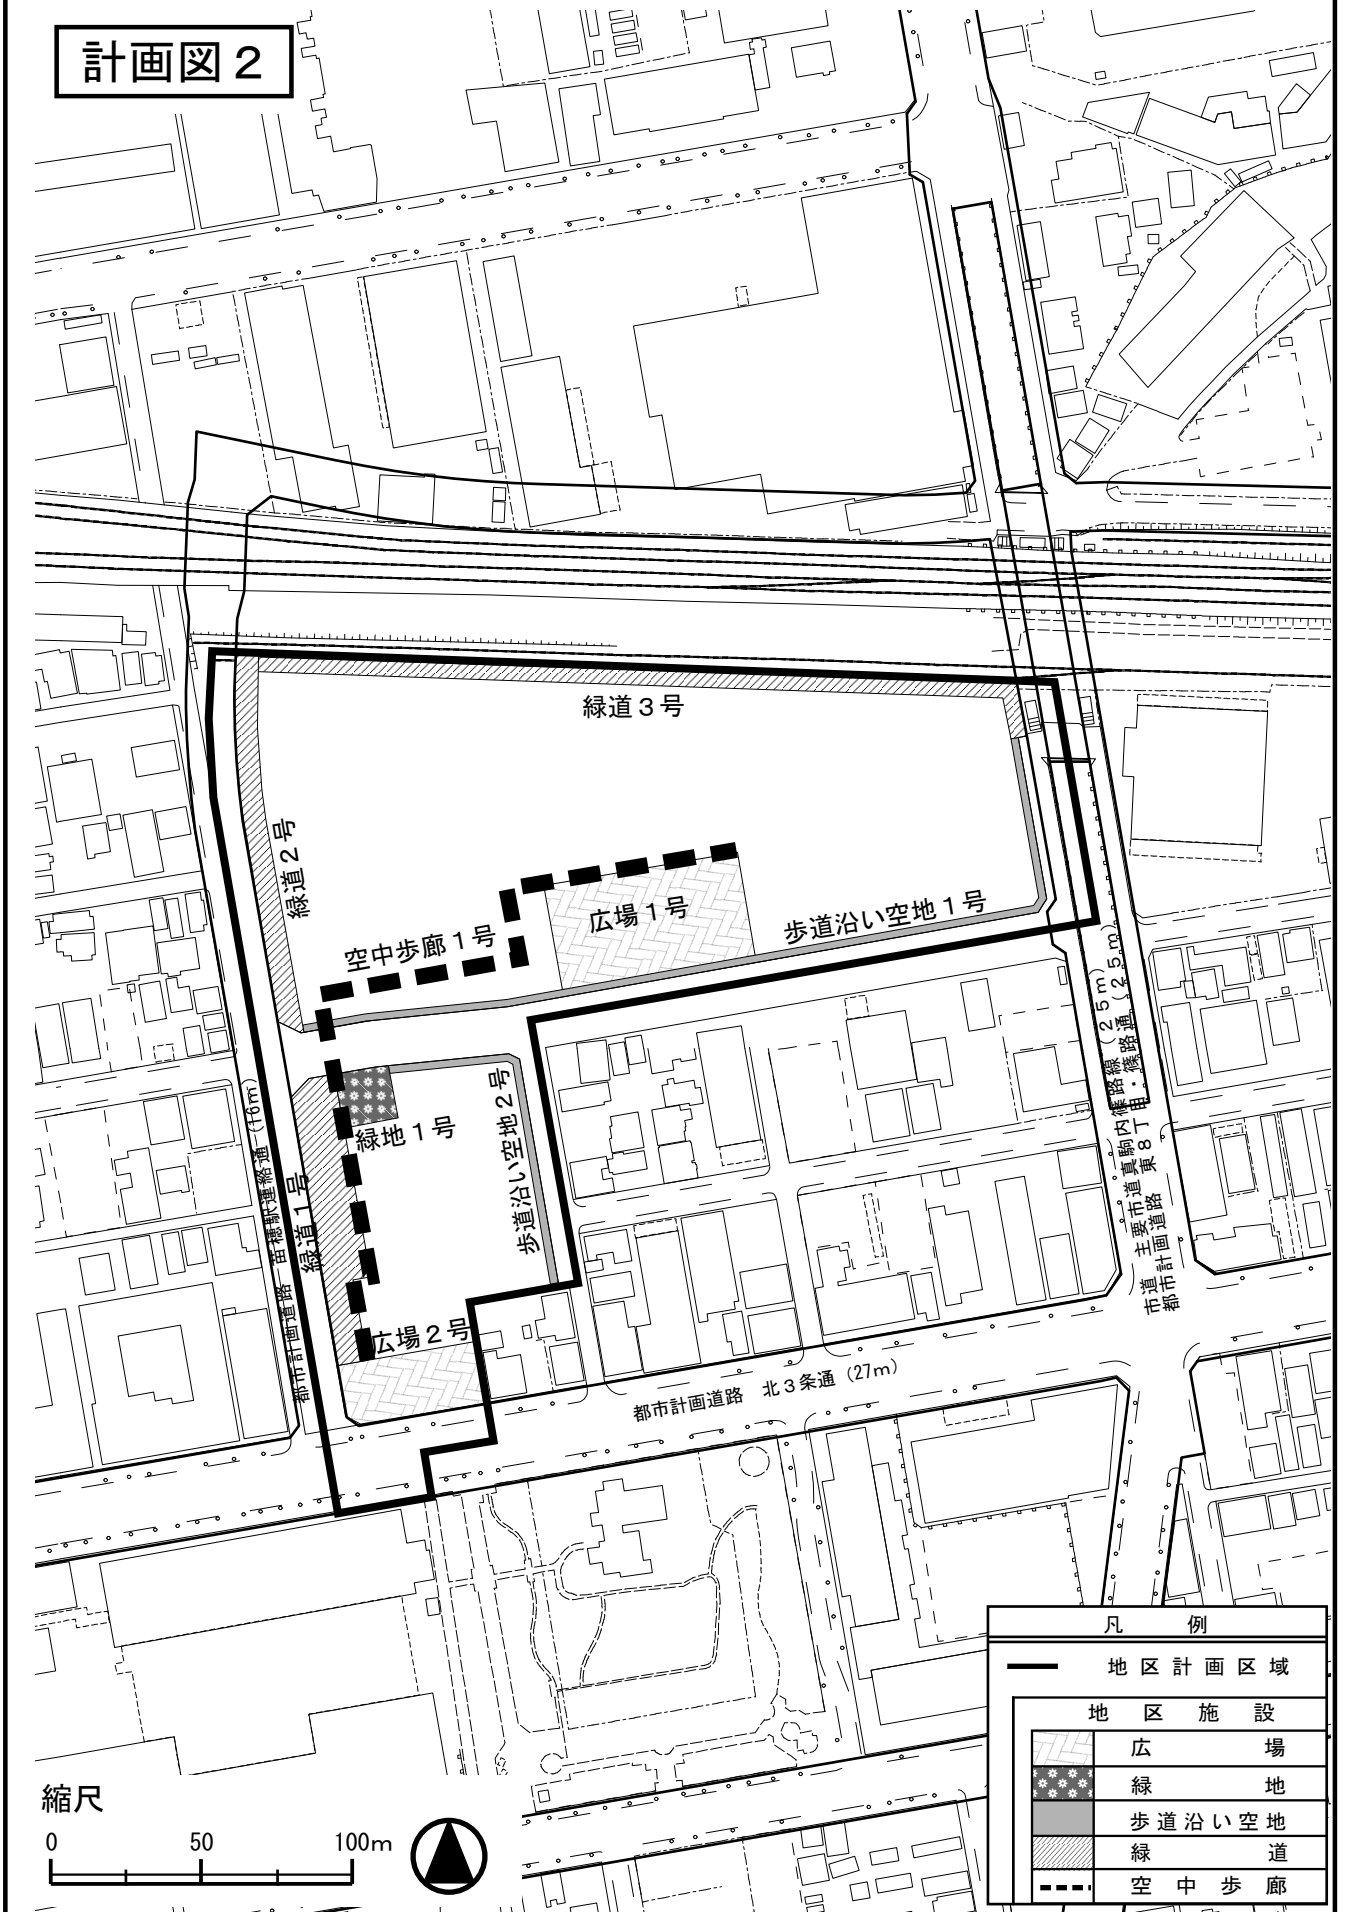 計画図２
緑道３号
緑道２号
広場１号
空中歩廊１号
歩道沿い空地１号
緑地１号
歩道沿い空地２号
緑道１号
広場２号
都市計画道路　苗穂駅連絡通（16m）
市道　主要市道真駒内篠路線（25m）
都市計画道路　東８丁目・篠路通（25m）
都市計画道路　北３条通（27m）
凡　例
地区計画区域
地区施設
広場
緑地
歩道沿い空地
緑道
空中歩廊
縮尺
0　50　100m